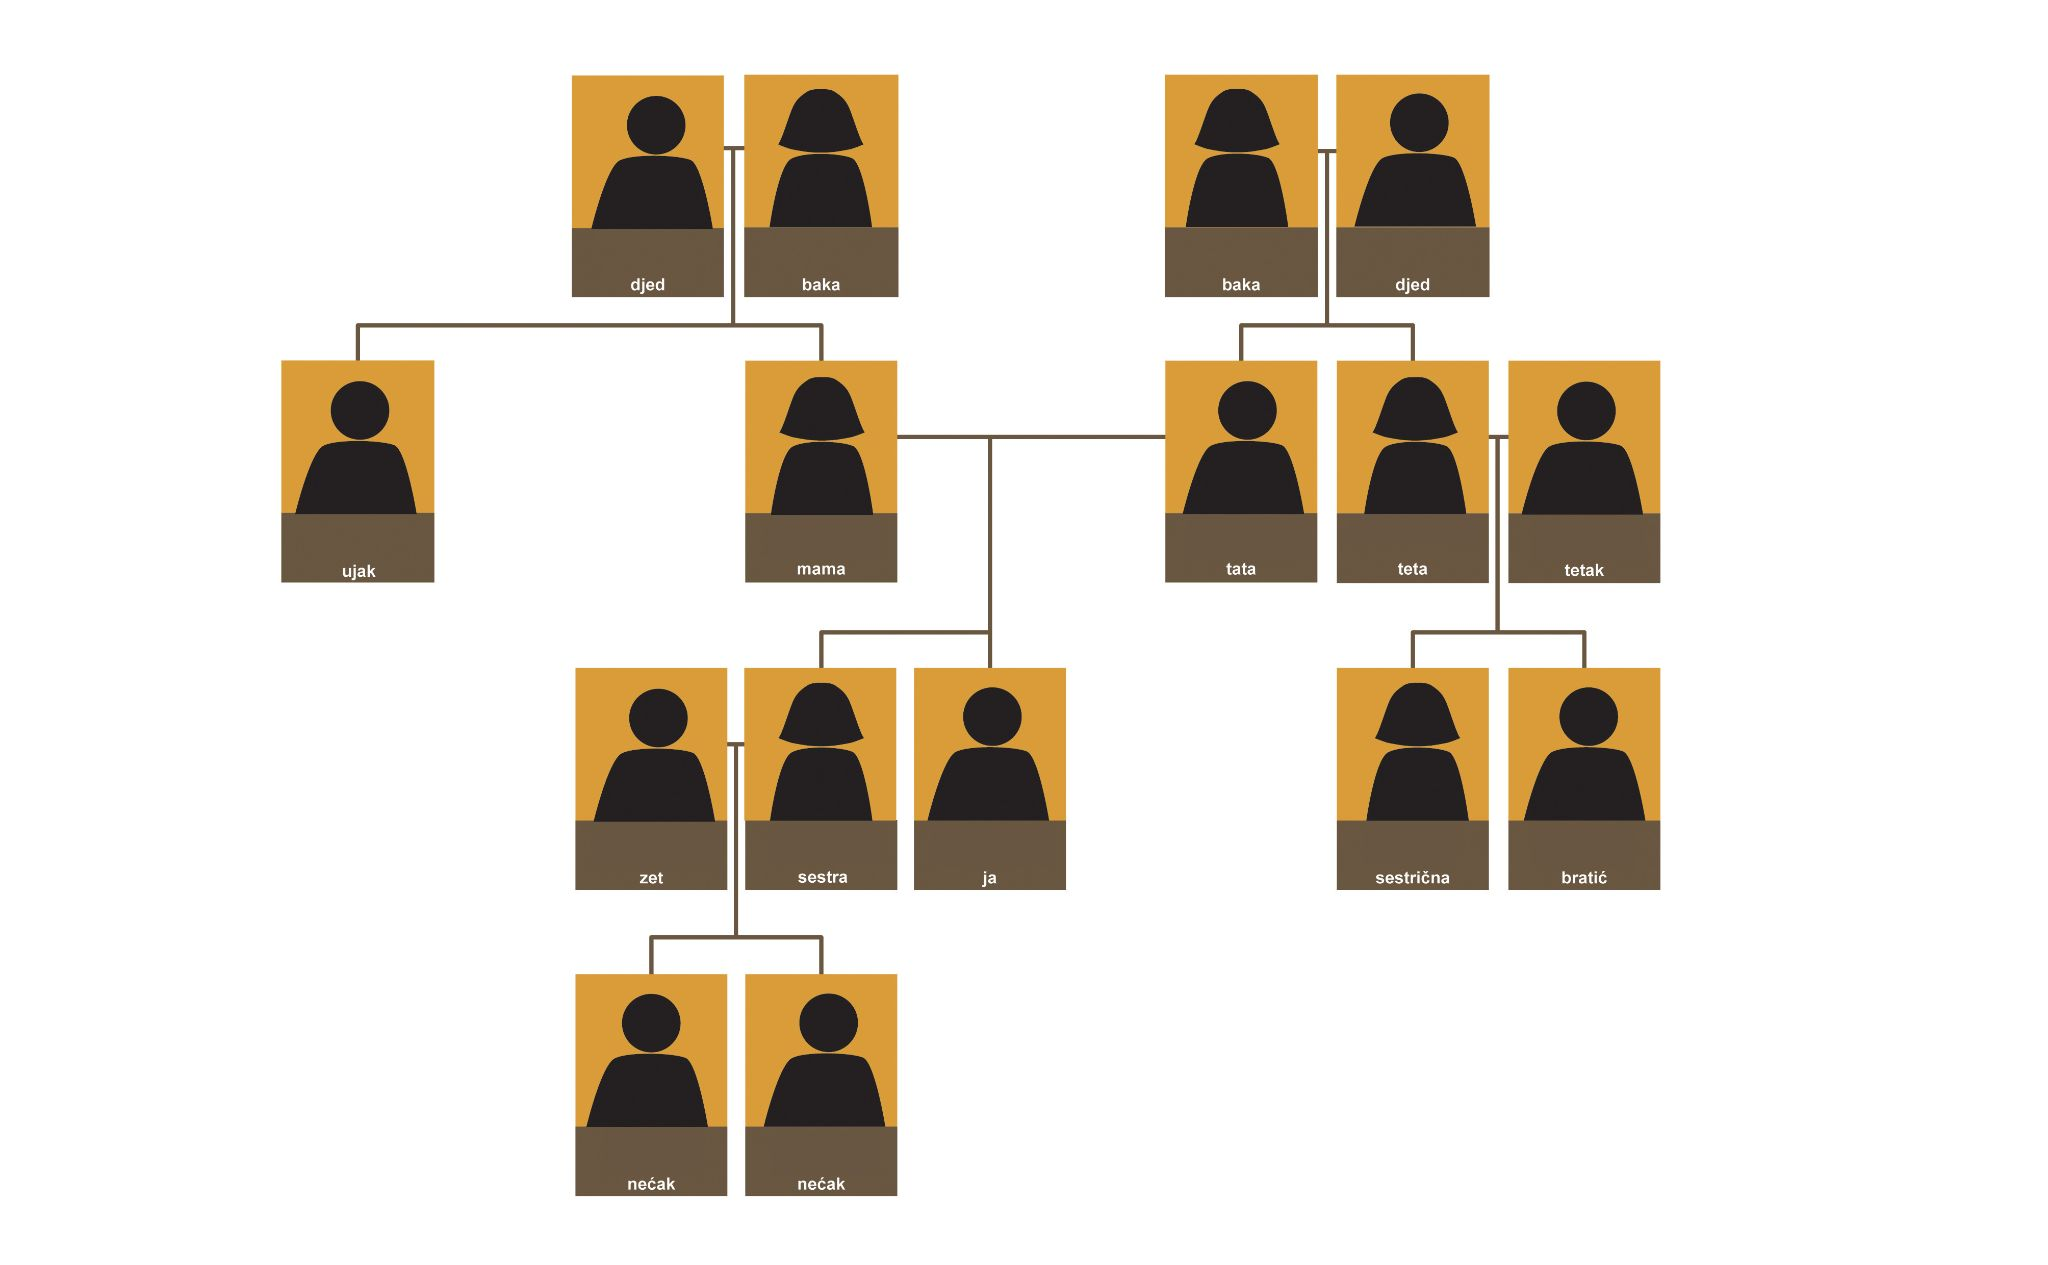 djed
baka
baka
djed
ujak
mama
tata
teta
tetak
zet
sestra
ja
sestrična
bratić
nećak
nećak